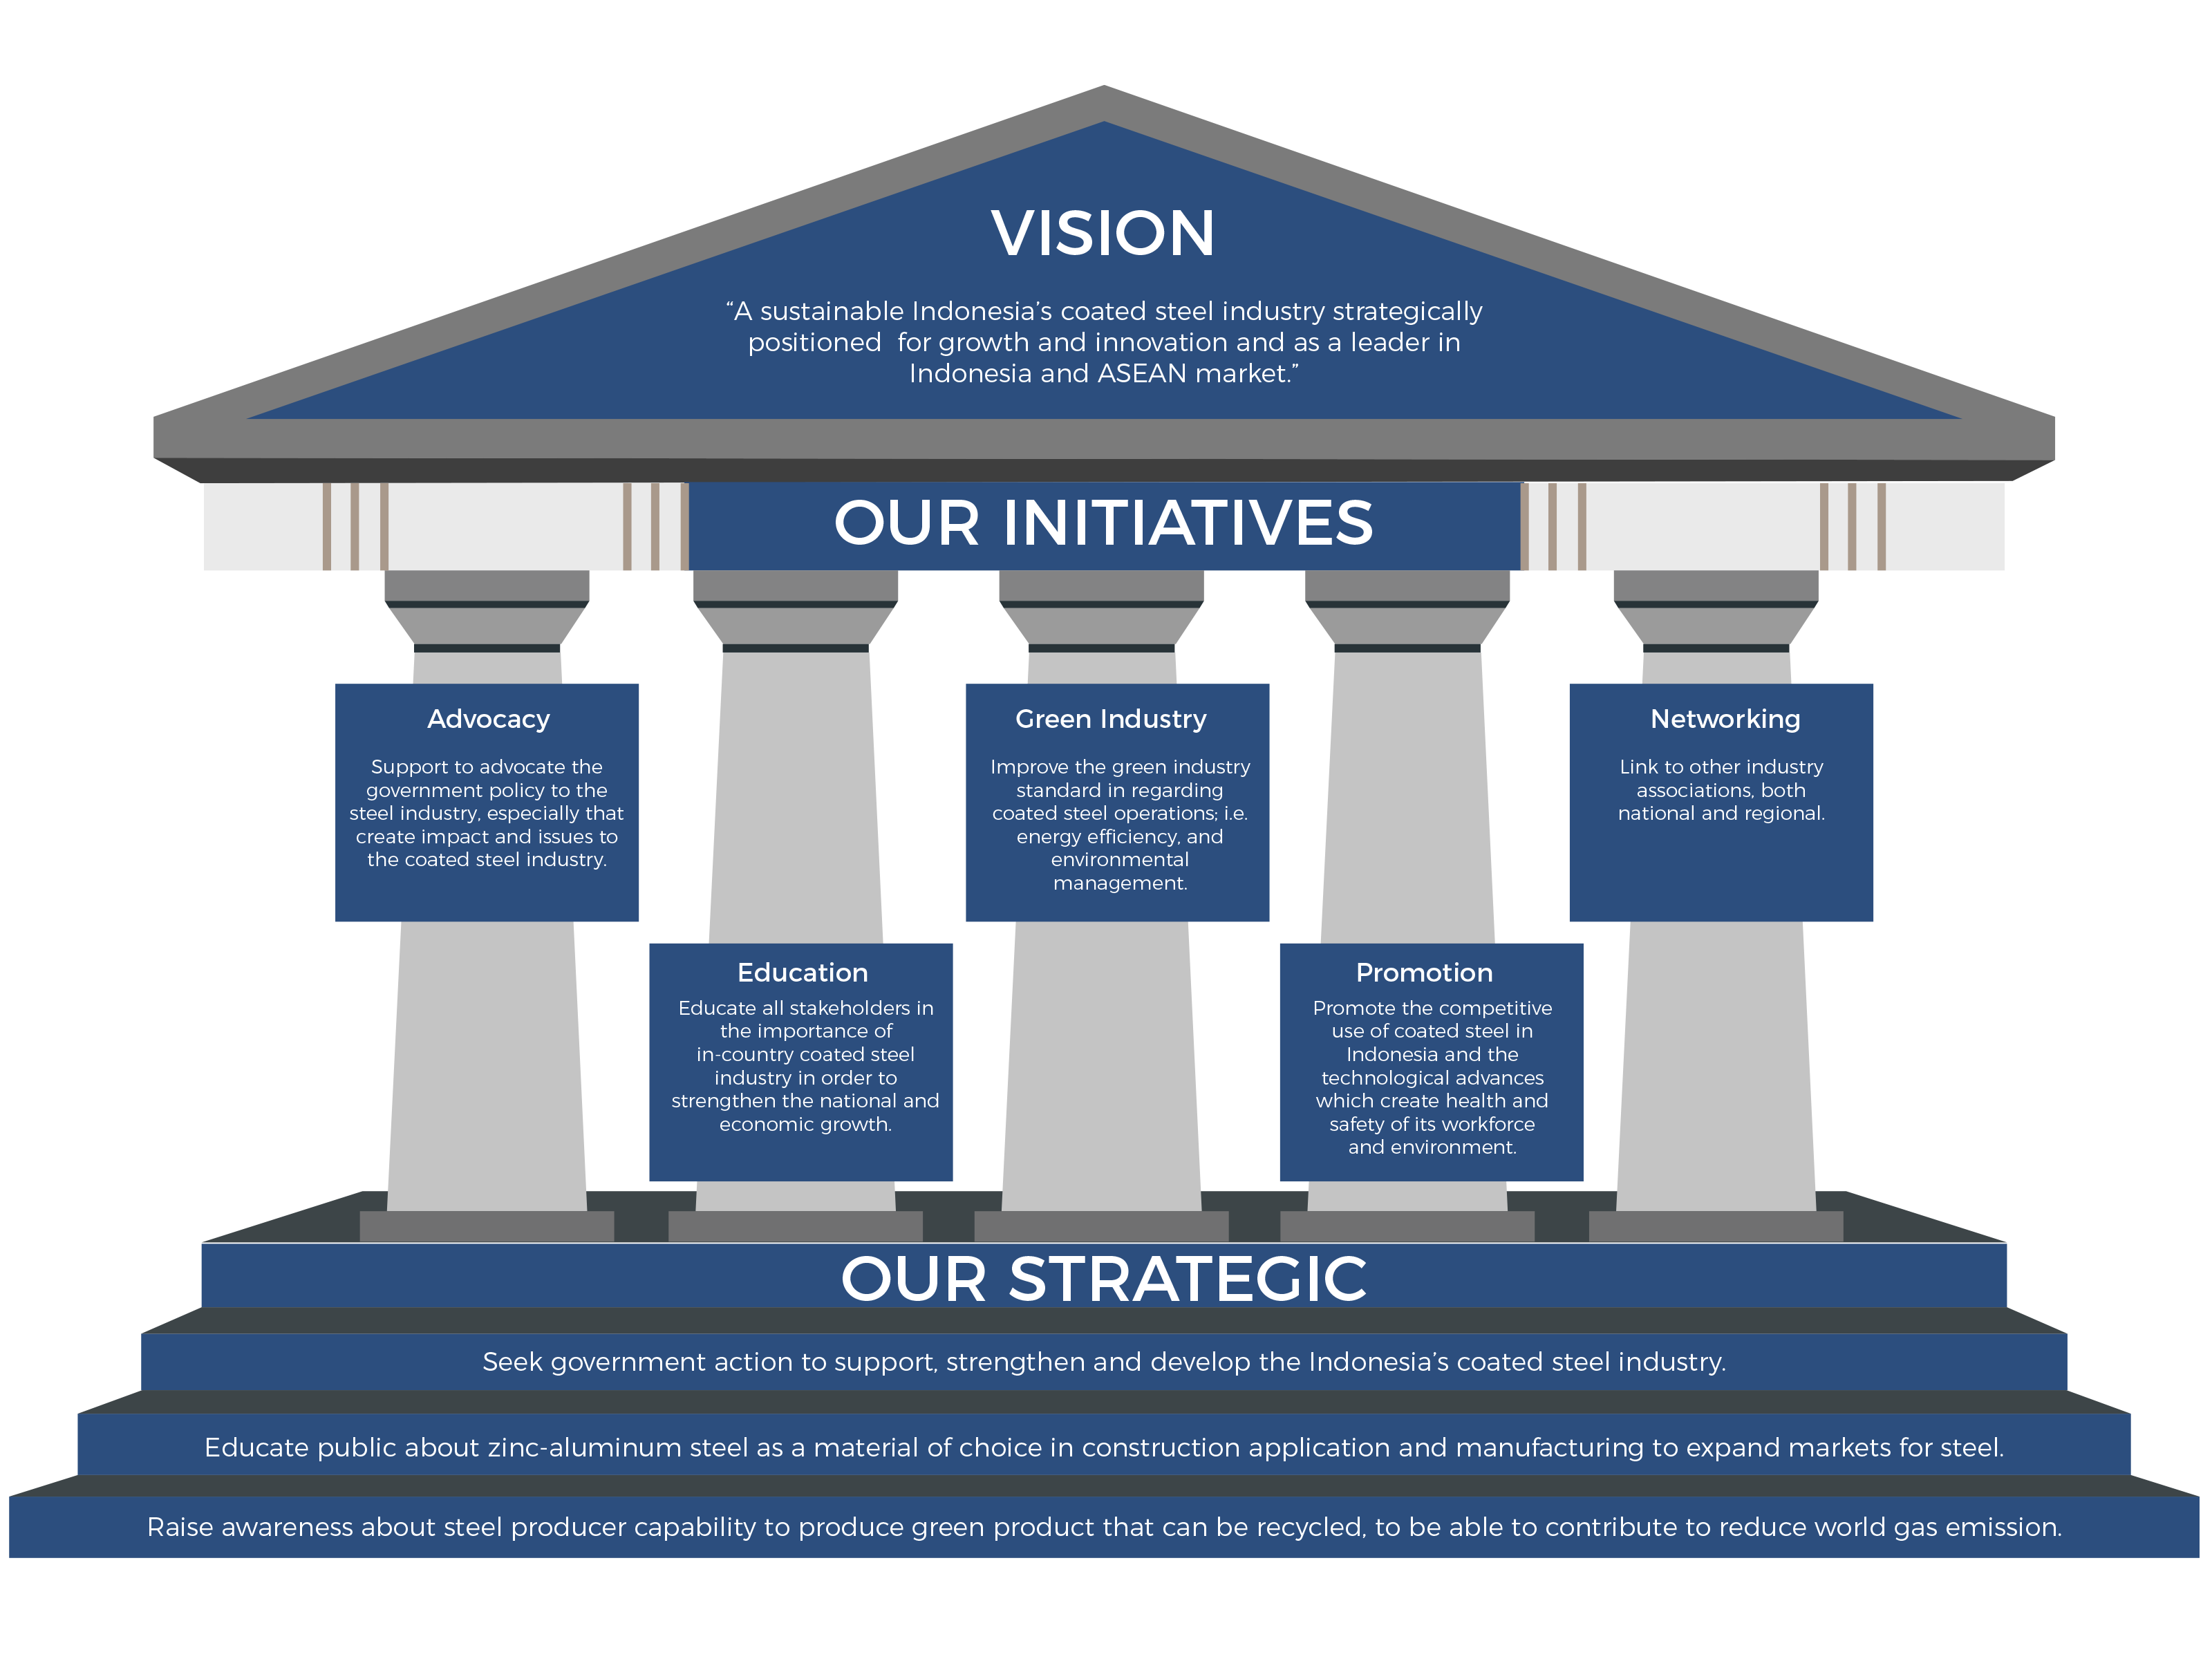 VISION
“A sustainable Indonesia’s coated steel industry strategically
positioned for growth and innovation and as a leader in
Indonesia and ASEAN market.”
OUR INITIATIVES
Advocacy
Support to advocate the
government policy to the
steel industry, especially that
create impact and issues to
the coated steel industry.
Education
Educate all stakeholders in
the importance of
in-country coated steel
industry in order to
strengthen the national and
economic growth.
Green Industry
Improve the green industry
standard in regarding
coated steel operations; i.e.
energy efficiency, and
environmental
management.
Promotion
Promote the competitive
use of coated steel in
Indonesia and the
technological advances
which create health and
safety of its workforce
and environment.
Networking
Link to other industry
associations, both
national and regional.
OUR STRATEGIC
Seek government action to support, strengthen and develop the Indonesia’s coated steel industry.
Educate public about zinc-aluminum steel as a material of choice in construction application and manufacturing to expand markets for steel.
Raise awareness about steel producer capability to produce green product that can be recycled, to be able to contribute to reduce world gas emission.